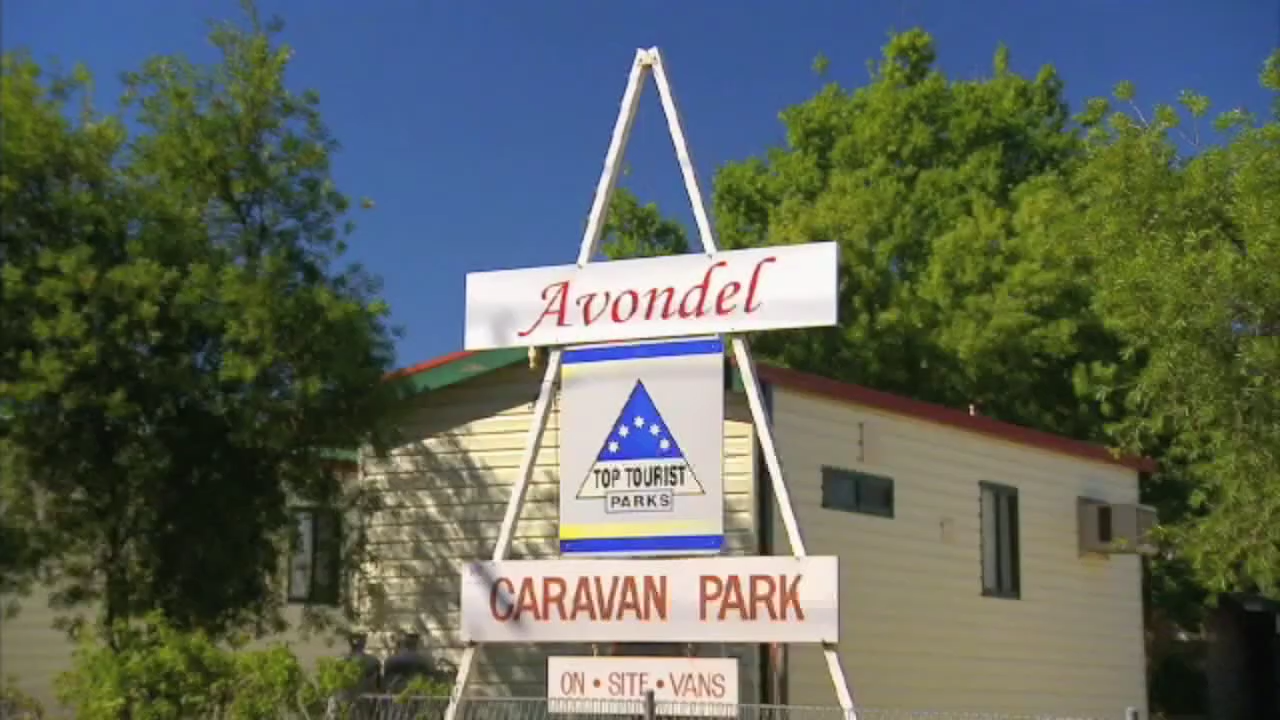 Avondel
TOP TOURIST
PARKS
CARAVAN PARK
ON • SITE • VANS